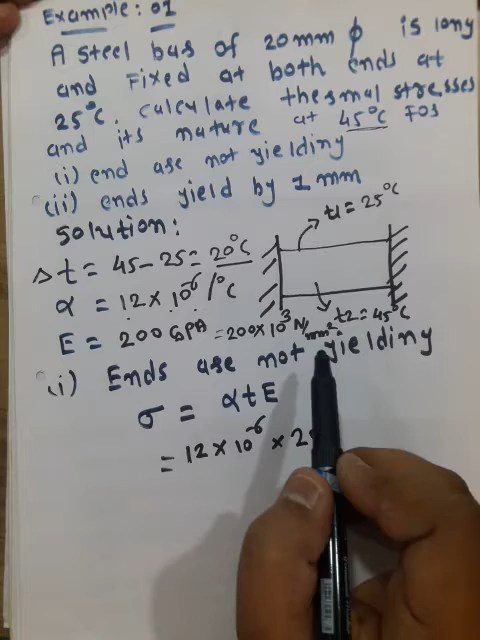 Example: 01
A steel bar of 20mm ϕ is long
and Fixed at both ends at
25°C. calculate thermal stresses
and its nature at 45°C FOS
(i) end are not yielding
(ii) ends yield by 1mm
Solution:
t1 = 25°C
Δt = 45-25 = 20°C
α = 12 × 10⁻⁶ /°C
t2 = 45°C
E = 200 GPA = 200×10³ N/mm²
(i) Ends are not yielding
σ = αtE
= 12 × 10⁻⁶ × 2